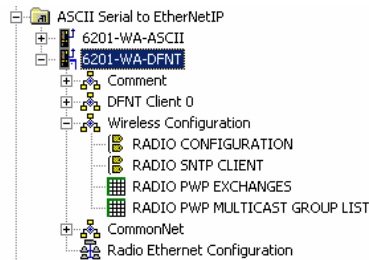 ASCII Serial to EtherNetIP
6201-WA-ASCII
6201-WA-DFNT
Comment
DFNT Client 0
Wireless Configuration
RADIO CONFIGURATION
RADIO SNTP CLIENT
RADIO PWP EXCHANGES
RADIO PWP MULTICAST GROUP LIST
CommonNet
Radio Ethernet Configuration